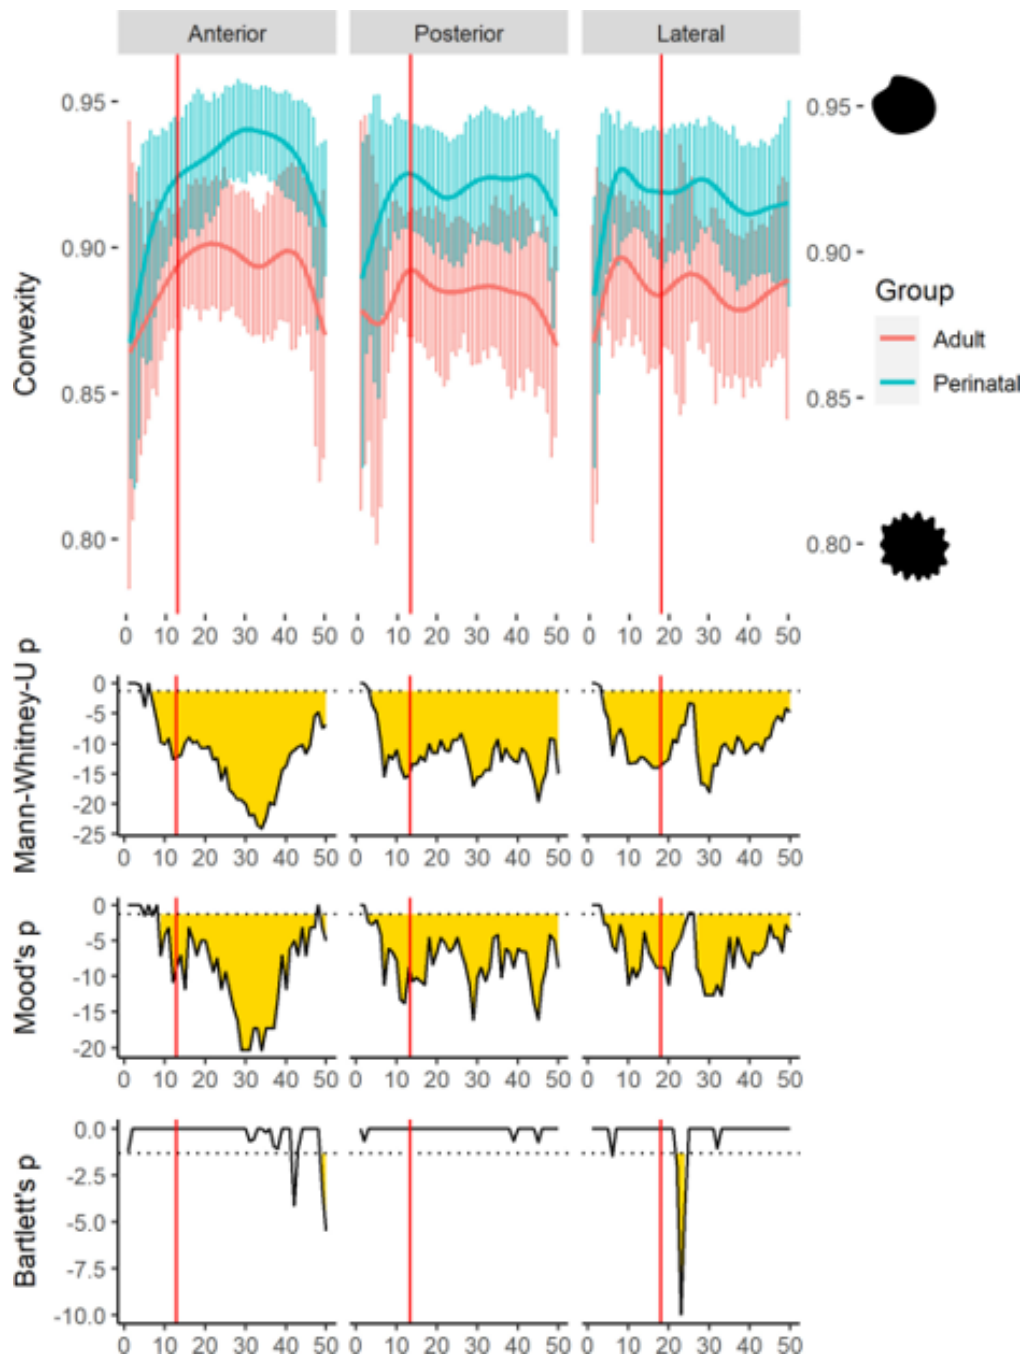 Anterior Posterior Lateral
Convexity
0.95 0.95
0.90 0.90
Group
Adult
Perinatal
0.85 0.85
0.80 0.80
0 10 20 30 40 50 0 10 20 30 40 50 0 10 20 30 40 50
Mann-Whitney-U p
0
-5
-10
-15
-20
-25
0 10 20 30 40 50 0 10 20 30 40 50 0 10 20 30 40 50
Mood's p
0
-5
-10
-15
-20
0 10 20 30 40 50 0 10 20 30 40 50 0 10 20 30 40 50
Bartlett's p
0.0
-2.5
-5.0
-7.5
-10.0
0 10 20 30 40 50 0 10 20 30 40 50 0 10 20 30 40 50